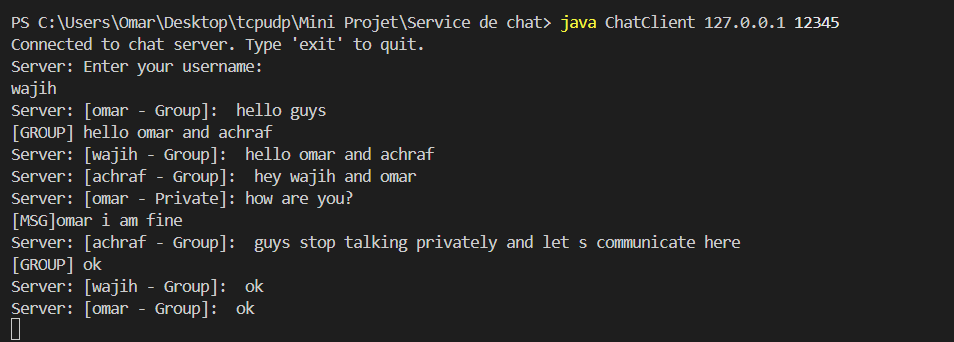 PS C:\Users\Omar\Desktop\tcpudp\Mini Projet\Service de chat> java ChatClient 127.0.0.1 12345
Connected to chat server. Type 'exit' to quit.
Server: Enter your username:
wajih
Server: [omar - Group]:  hello guys
[GROUP] hello omar and achraf
Server: [wajih - Group]:  hello omar and achraf
Server: [achraf - Group]:  hey wajih and omar
Server: [omar - Private]: how are you?
[MSG]omar i am fine
Server: [achraf - Group]:  guys stop talking privately and let s communicate here
[GROUP] ok
Server: [wajih - Group]:  ok
Server: [omar - Group]:  ok